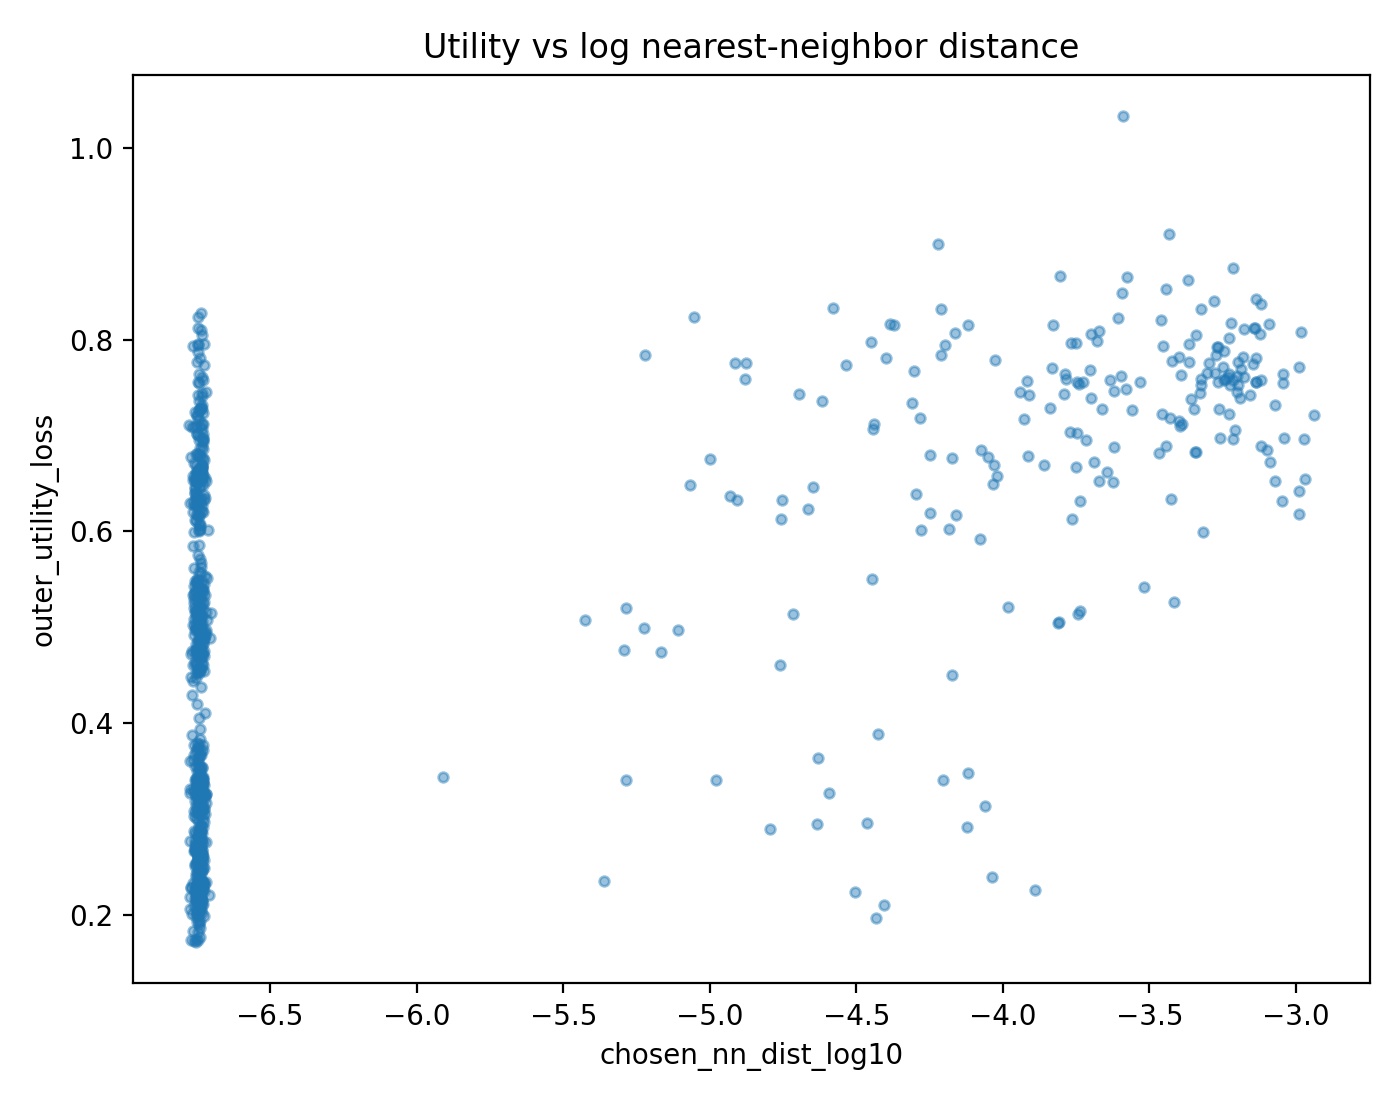 Utility vs log nearest-neighbor distance
1.0
0.8
0.6
0.4
0.2
outer_utility_loss
−6.5 −6.0 −5.5 −5.0 −4.5 −4.0 −3.5 −3.0
chosen_nn_dist_log10